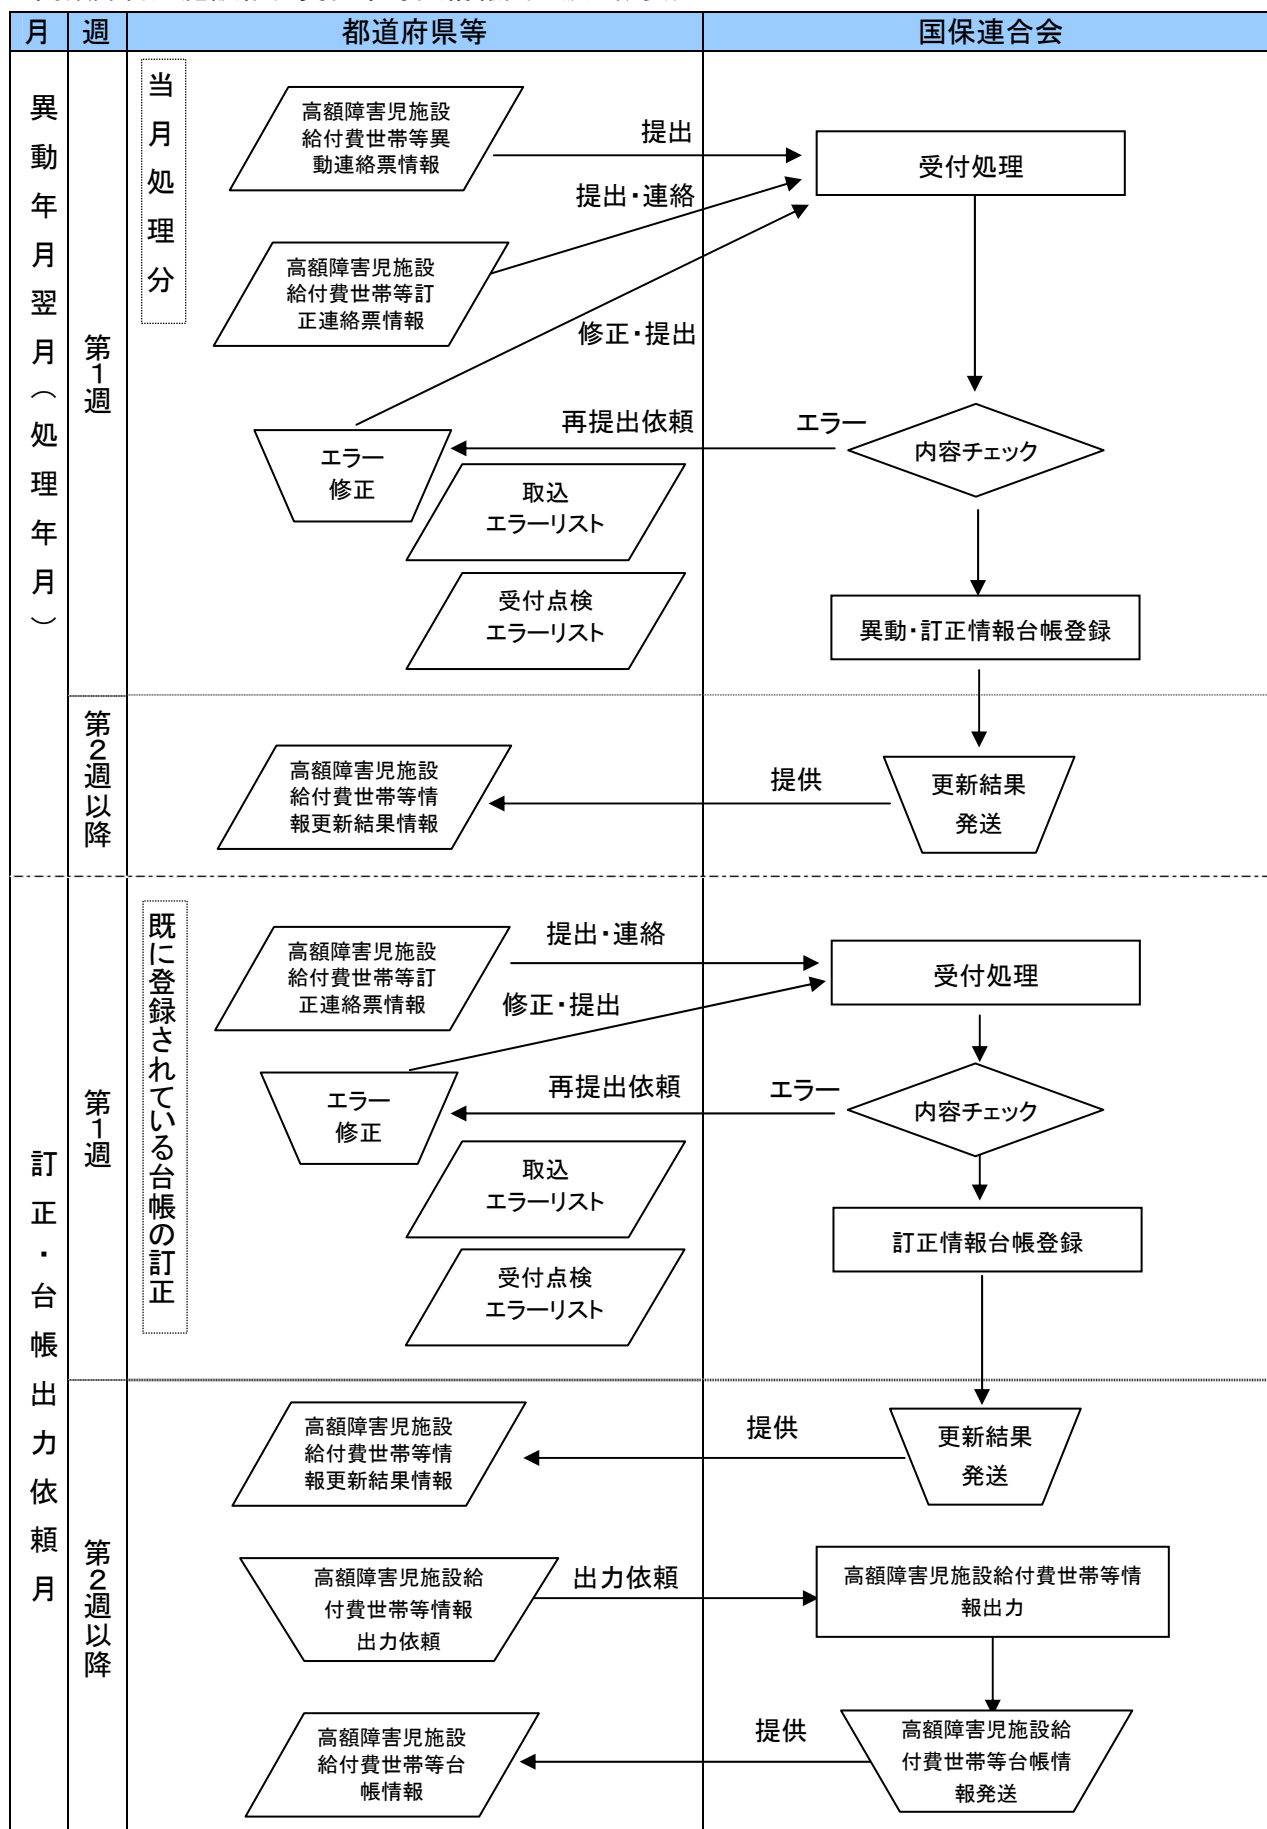 月
週
都道府県等
国保連合会
異動年月翌月（処理年月）
第1週
当月処理分
高額障害児施設
給付費世帯等異
動連絡票情報
提出
受付処理
提出・連絡
高額障害児施設
給付費世帯等訂
正連絡票情報
修正・提出
再提出依頼
エラー
内容チェック
エラー
修正
取込
エラーリスト
受付点検
エラーリスト
異動・訂正情報台帳登録
第2週以降
高額障害児施設
給付費世帯等情
報更新結果情報
提供
更新結果
発送
訂正・台帳出力依頼月
第1週
既に登録されている台帳の訂正
高額障害児施設
給付費世帯等訂
正連絡票情報
提出・連絡
受付処理
修正・提出
エラー
修正
再提出依頼
エラー
内容チェック
取込
エラーリスト
受付点検
エラーリスト
訂正情報台帳登録
第2週以降
高額障害児施設
給付費世帯等情
報更新結果情報
提供
更新結果
発送
高額障害児施設給
付費世帯等情報
出力依頼
出力依頼
高額障害児施設給付費世帯等情
報出力
高額障害児施設
給付費世帯等台
帳情報
提供
高額障害児施設給
付費世帯等台帳情
報発送